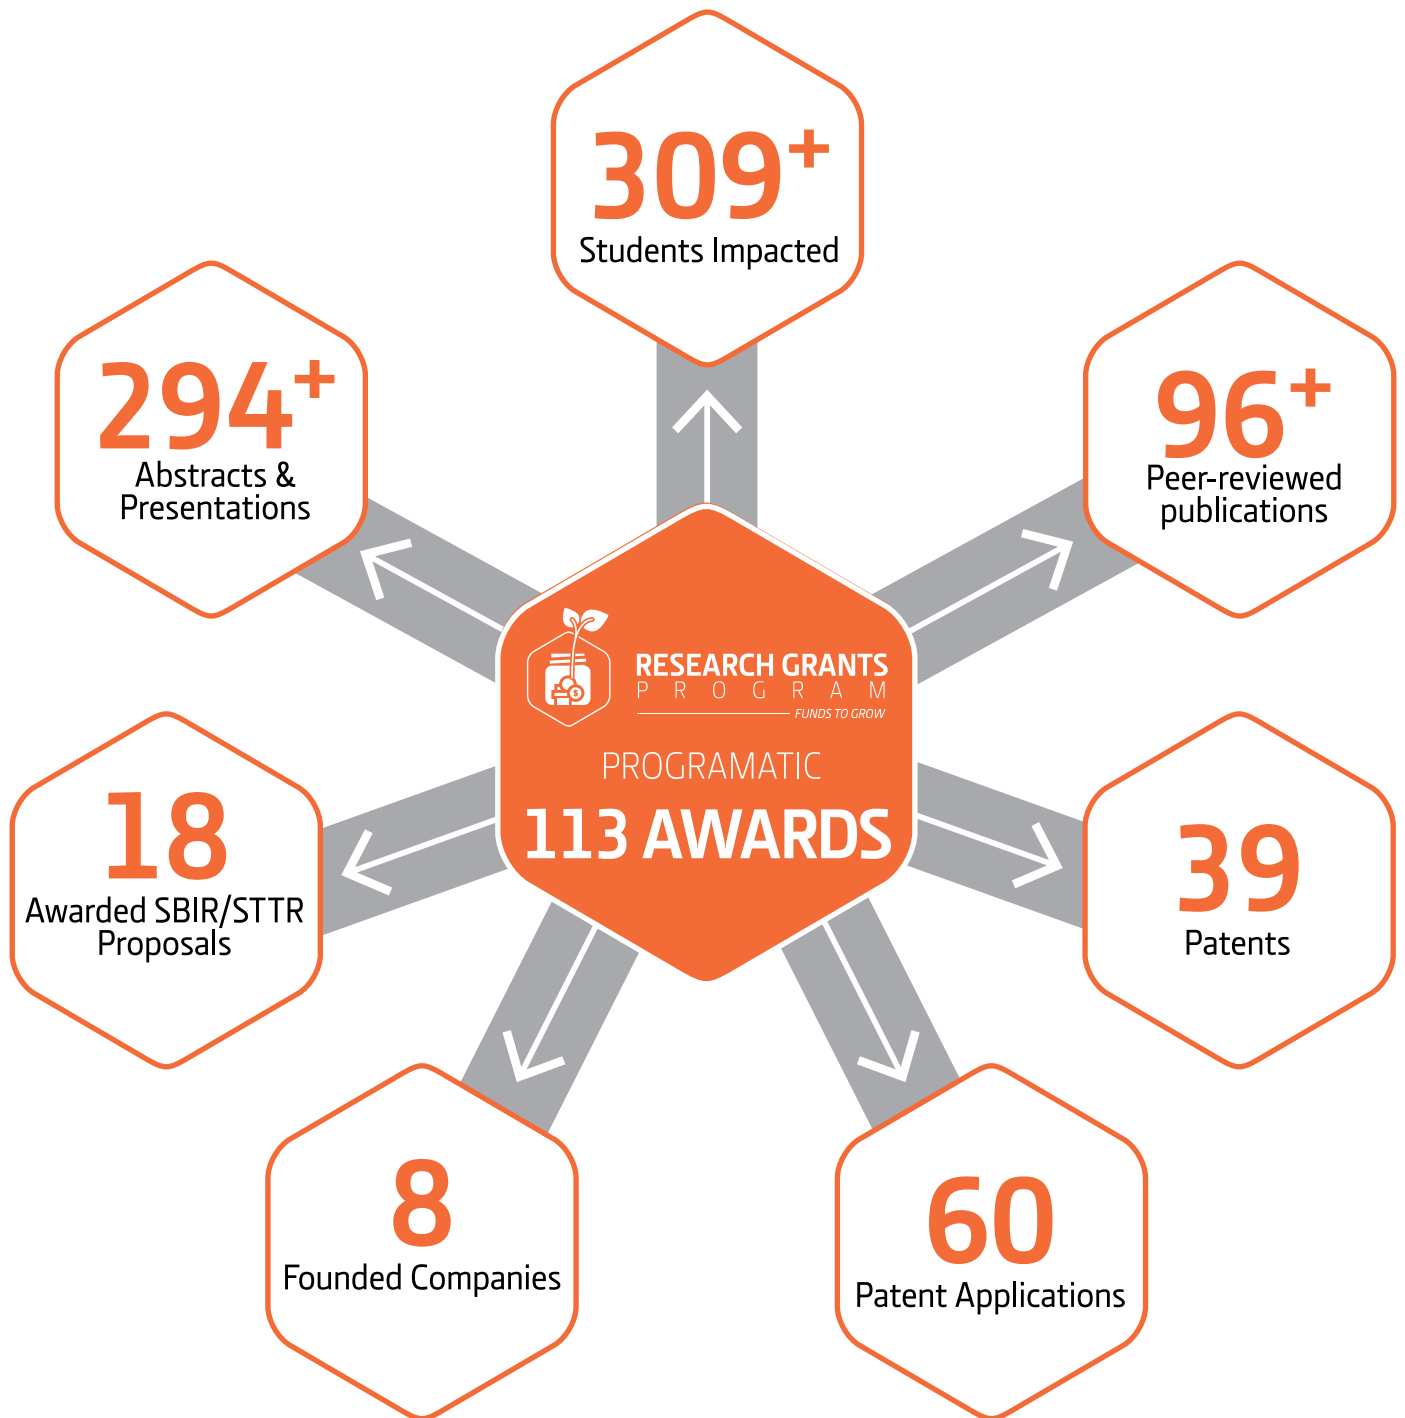 309+
Students Impacted
294+
Abstracts &
Presentations
96+
Peer-reviewed
publications
RESEARCH GRANTS
PROGRAM
FUNDS TO GROW
$
PROGRAMATIC
113 AWARDS
18
Awarded SBIR/STTR
Proposals
39
Patents
8
Founded Companies
60
Patent Applications